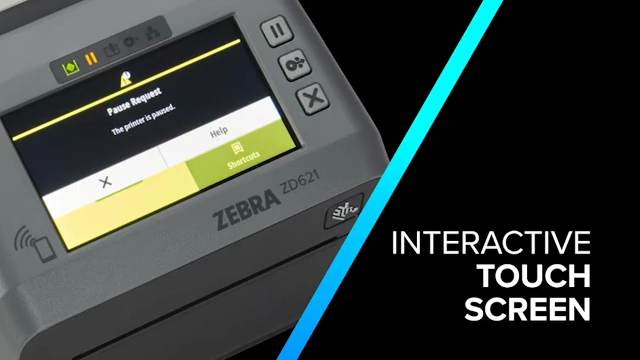 Pause Request
The printer is paused.
Help
Shortcuts
ZEBRA ZD621
INTERACTIVE
TOUCH
SCREEN